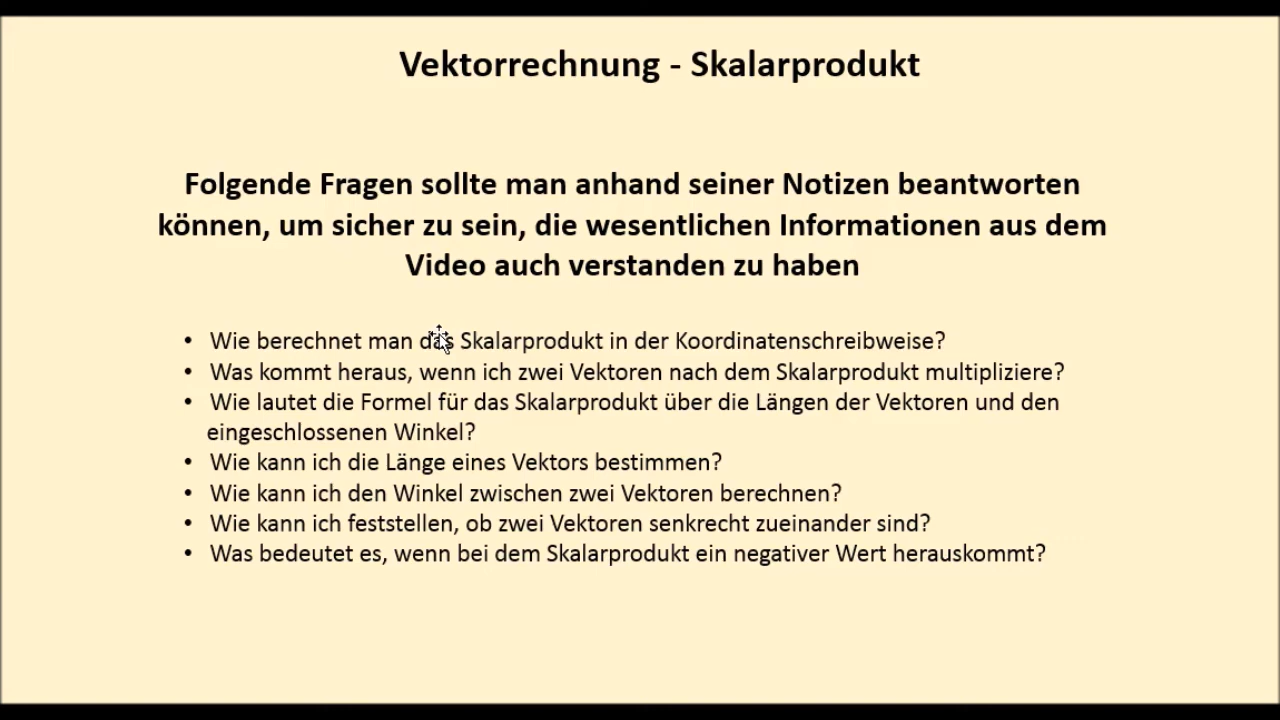 Vektorrechnung - Skalarprodukt
Folgende Fragen sollte man anhand seiner Notizen beantworten
können, um sicher zu sein, die wesentlichen Informationen aus dem
Video auch verstanden zu haben
• Wie berechnet man das Skalarprodukt in der Koordinatenschreibweise?
• Was kommt heraus, wenn ich zwei Vektoren nach dem Skalarprodukt multipliziere?
• Wie lautet die Formel für das Skalarprodukt über die Längen der Vektoren und den
eingeschlossenen Winkel?
• Wie kann ich die Länge eines Vektors bestimmen?
• Wie kann ich den Winkel zwischen zwei Vektoren berechnen?
• Wie kann ich feststellen, ob zwei Vektoren senkrecht zueinander sind?
• Was bedeutet es, wenn bei dem Skalarprodukt ein negativer Wert herauskommt?